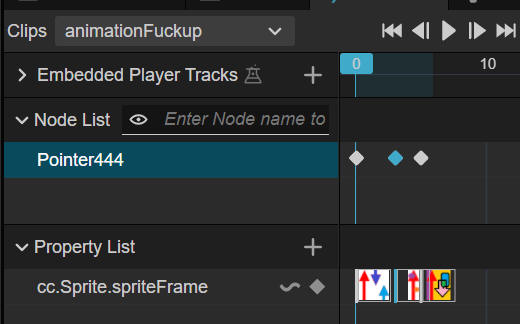 Clips animationFuckup
0 10
Embedded Player Tracks
Node List Enter Node name to
Pointer444
Property List
cc.Sprite.spriteFrame